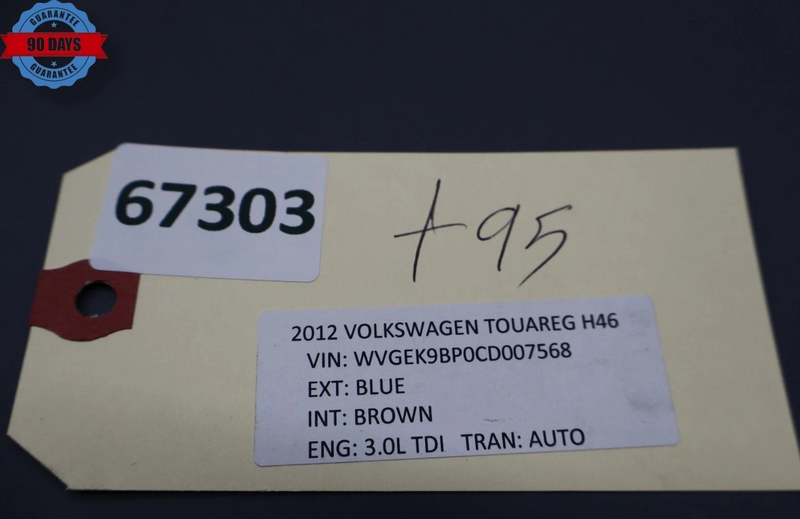 GUARANTEE
90 DAYS
GUARANTEE
67303
+95
2012 VOLKSWAGEN TOUAREG H46
VIN: WVGEK9BP0CD007568
EXT: BLUE
INT: BROWN
ENG: 3.0L TDI TRAN: AUTO